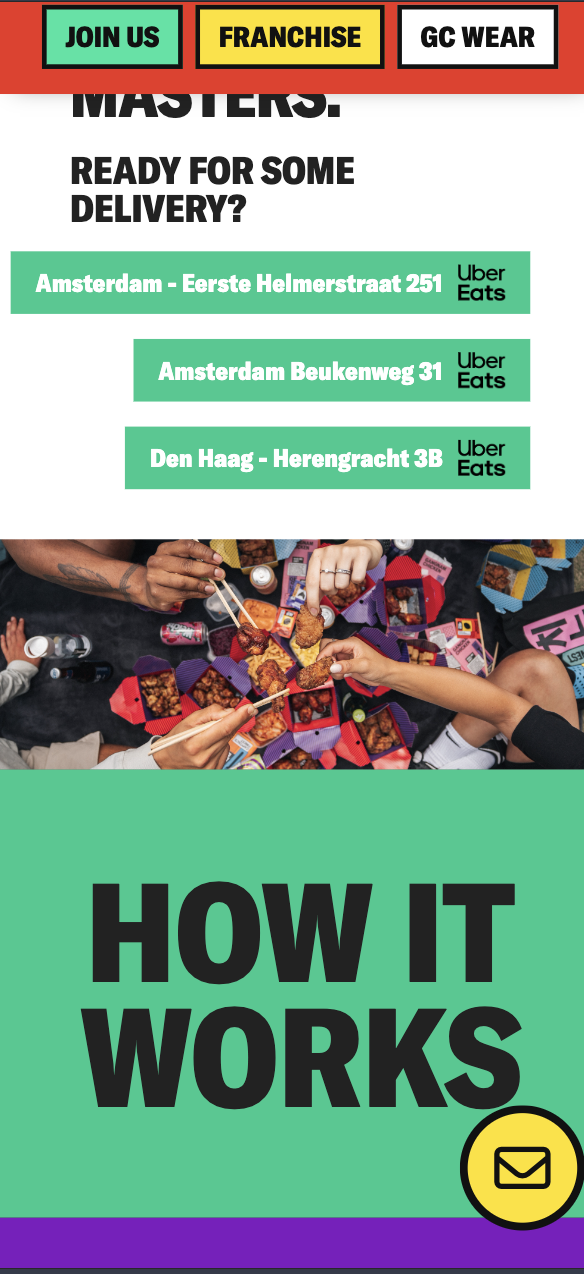 JOIN US
FRANCHISE
GC WEAR
MASTERS.
READY FOR SOME
DELIVERY?
Amsterdam - Eerste Helmerstraat 251
Uber
Eats
Amsterdam Beukenweg 31
Uber
Eats
Den Haag - Herengracht 3B
Uber
Eats
HOW IT
WORKS